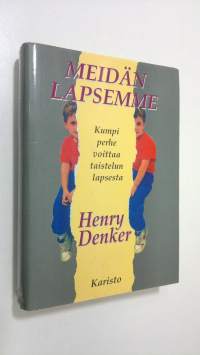 MEIDÄN
LAPSEMME
Kumpi
perhe
voittaa
taistelun
lapsesta
Henry
Denker
Karisto